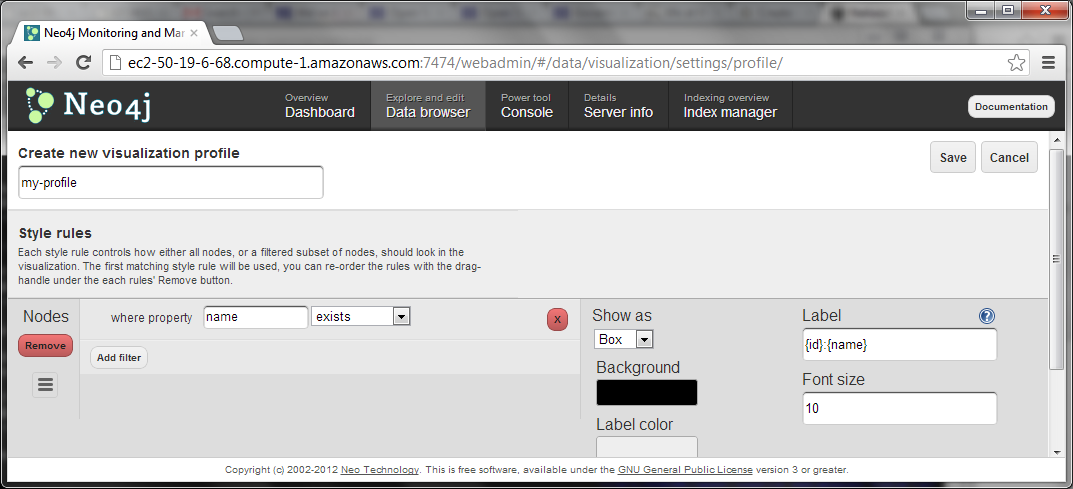 Neo4j Monitoring and Mar
ec2-50-19-6-68.compute-1.amazonaws.com:7474/webadmin/#/data/visualization/settings/profile/
Neo4j
Overview
Dashboard
Explore and edit
Data browser
Power tool
Console
Details
Server info
Indexing overview
Index manager
Documentation
Create new visualization profile
Save
Cancel
my-profile
Style rules
Each style rule controls how either all nodes, or a filtered subset of nodes, should look in the
visualization. The first matching style rule will be used, you can re-order the rules with the drag-
handle under the each rules' Remove button.
Nodes
where property
name
exists
X
Remove
Add filter
Show as
Box
Background
Label color
Label
?
{id}:{name}
Font size
10
Copyright (c) 2002-2012 Neo Technology. This is free software, available under the GNU General Public License version 3 or greater.